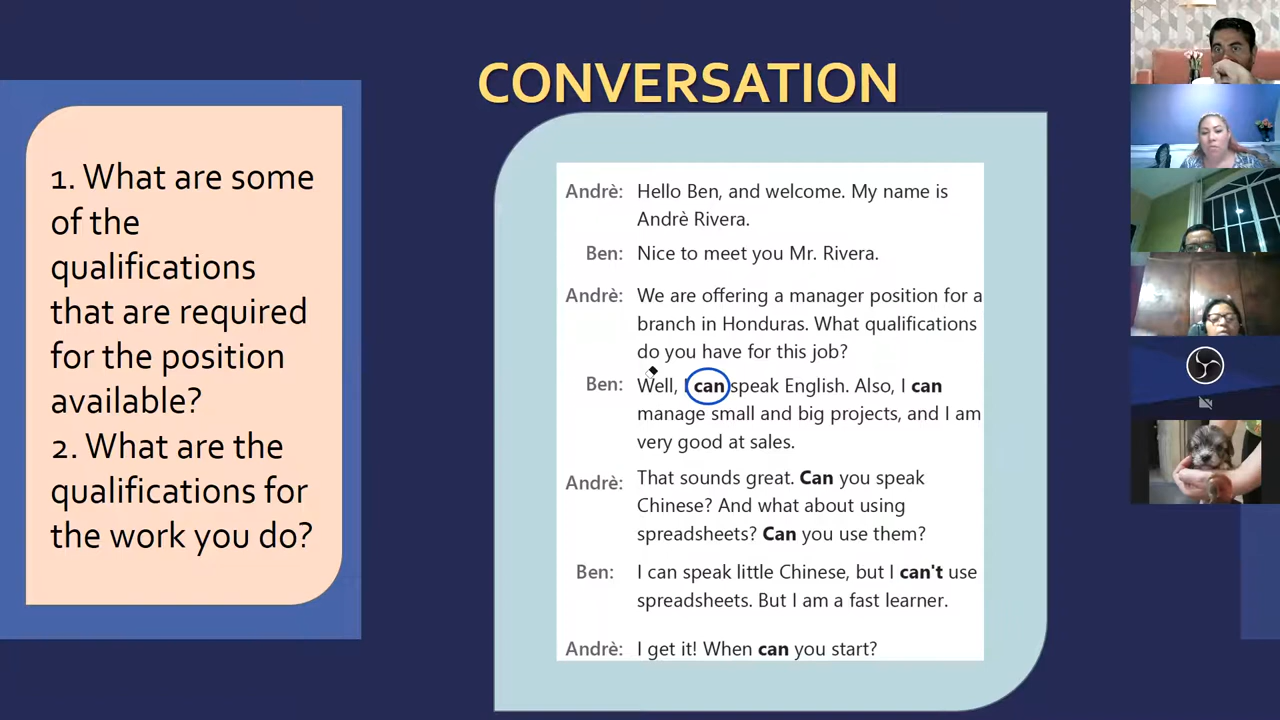 CONVERSATION
1. What are some
of the
qualifications
that are required
for the position
available?
2. What are the
qualifications for
the work you do?
Andrè: Hello Ben, and welcome. My name is
Andrè Rivera.
Ben: Nice to meet you Mr. Rivera.
Andrè: We are offering a manager position for a
branch in Honduras. What qualifications
do you have for this job?
Ben: Well, I can speak English. Also, I can
manage small and big projects, and I am
very good at sales.
Andrè: That sounds great. Can you speak
Chinese? And what about using
spreadsheets? Can you use them?
Ben: I can speak little Chinese, but I can't use
spreadsheets. But I am a fast learner.
Andrè: I get it! When can you start?